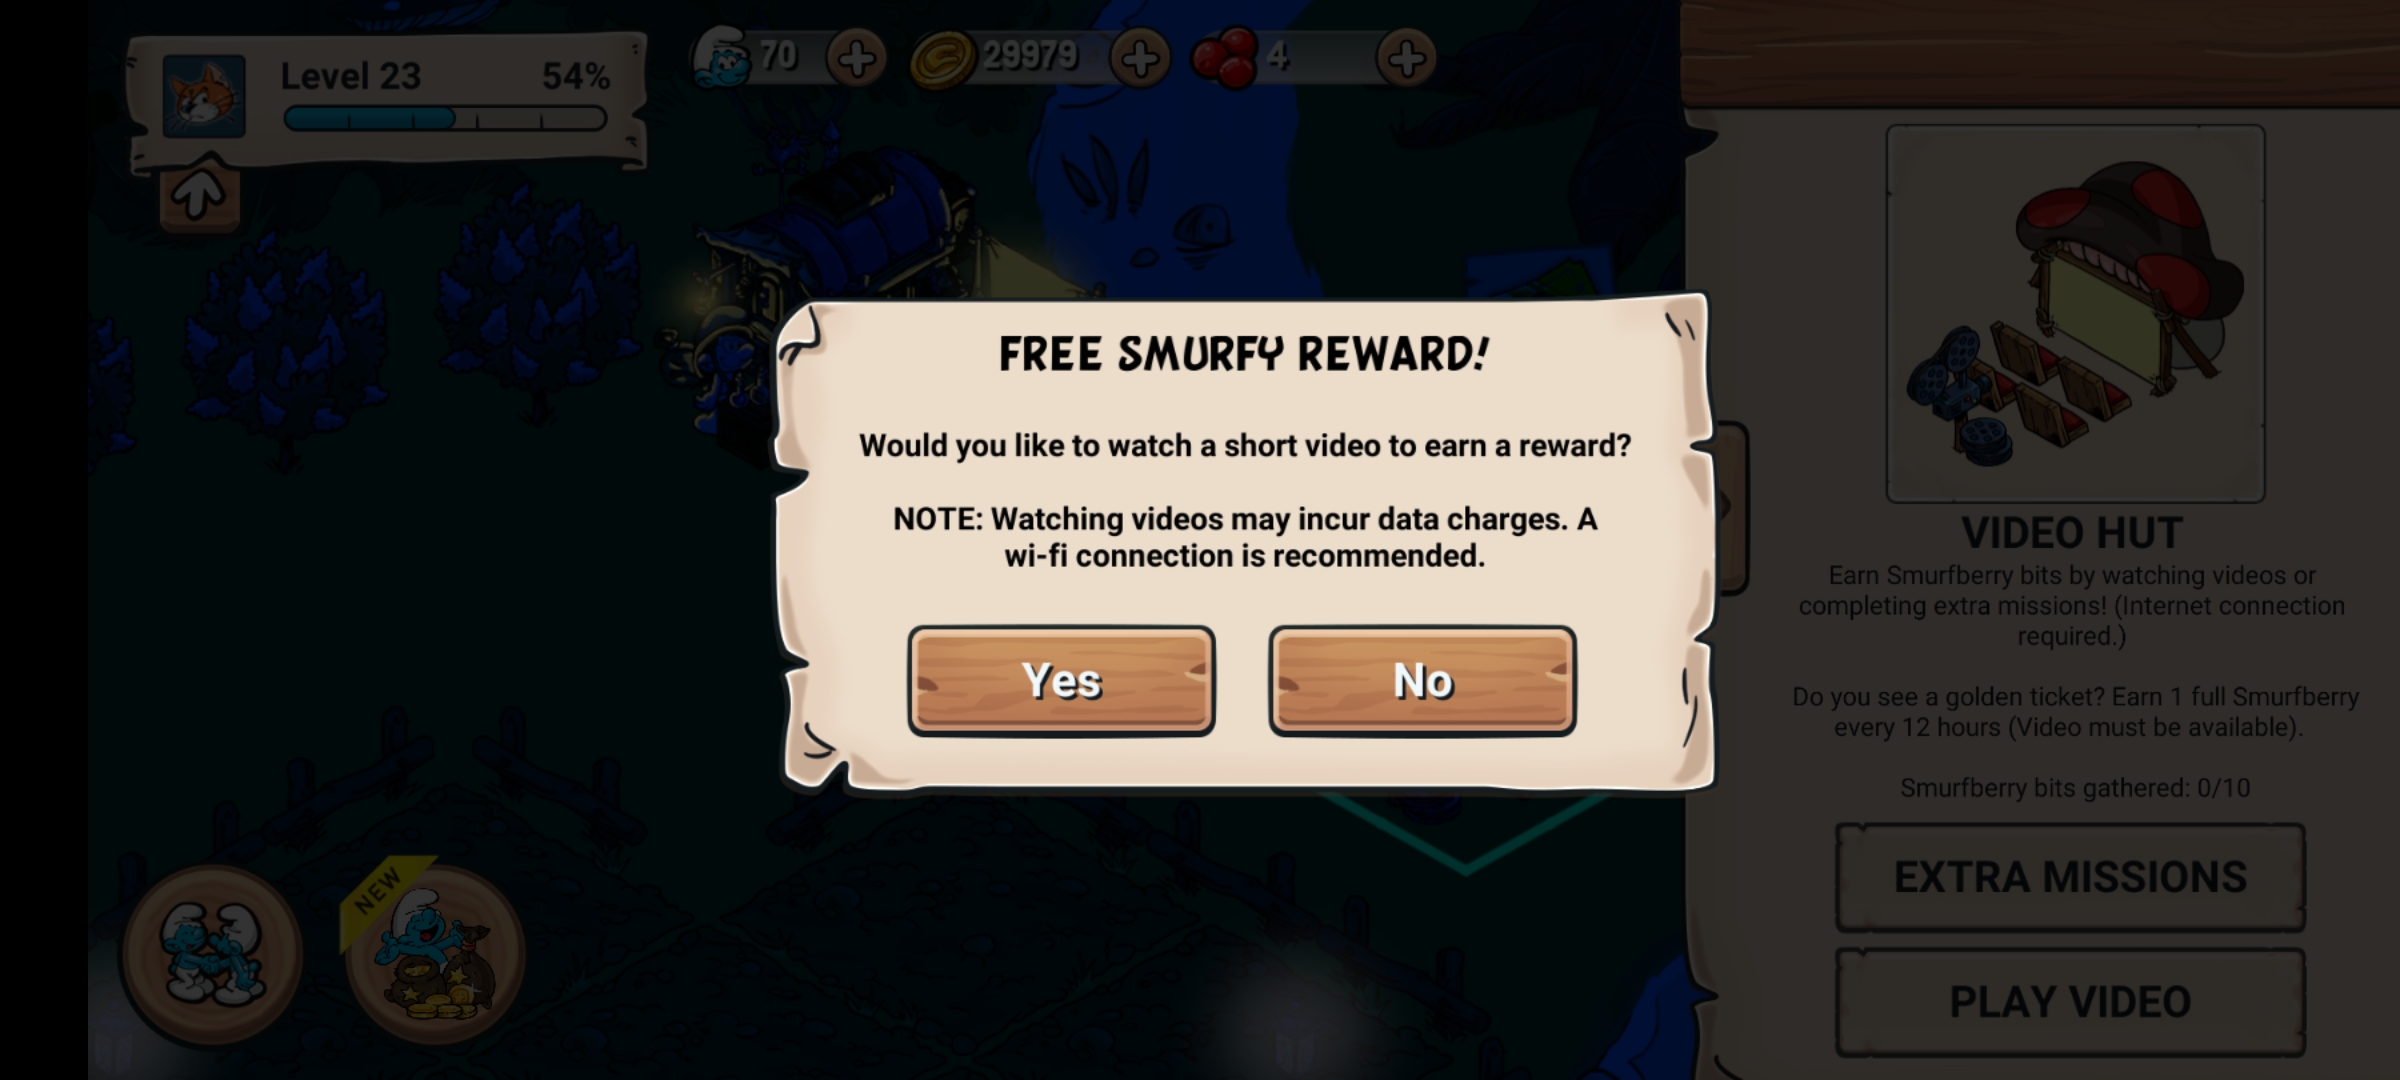 Level 23
54%
70
29979
4
FREE SMURFY REWARD!
Would you like to watch a short video to earn a reward?
NOTE: Watching videos may incur data charges. A
wi-fi connection is recommended.
Yes
No
VIDEO HUT
Earn Smurfberry bits by watching videos or
completing extra missions! (Internet connection
required.)
Do you see a golden ticket? Earn 1 full Smurfberry
every 12 hours (Video must be available).
Smurfberry bits gathered: 0/10
EXTRA MISSIONS
PLAY VIDEO
NEW